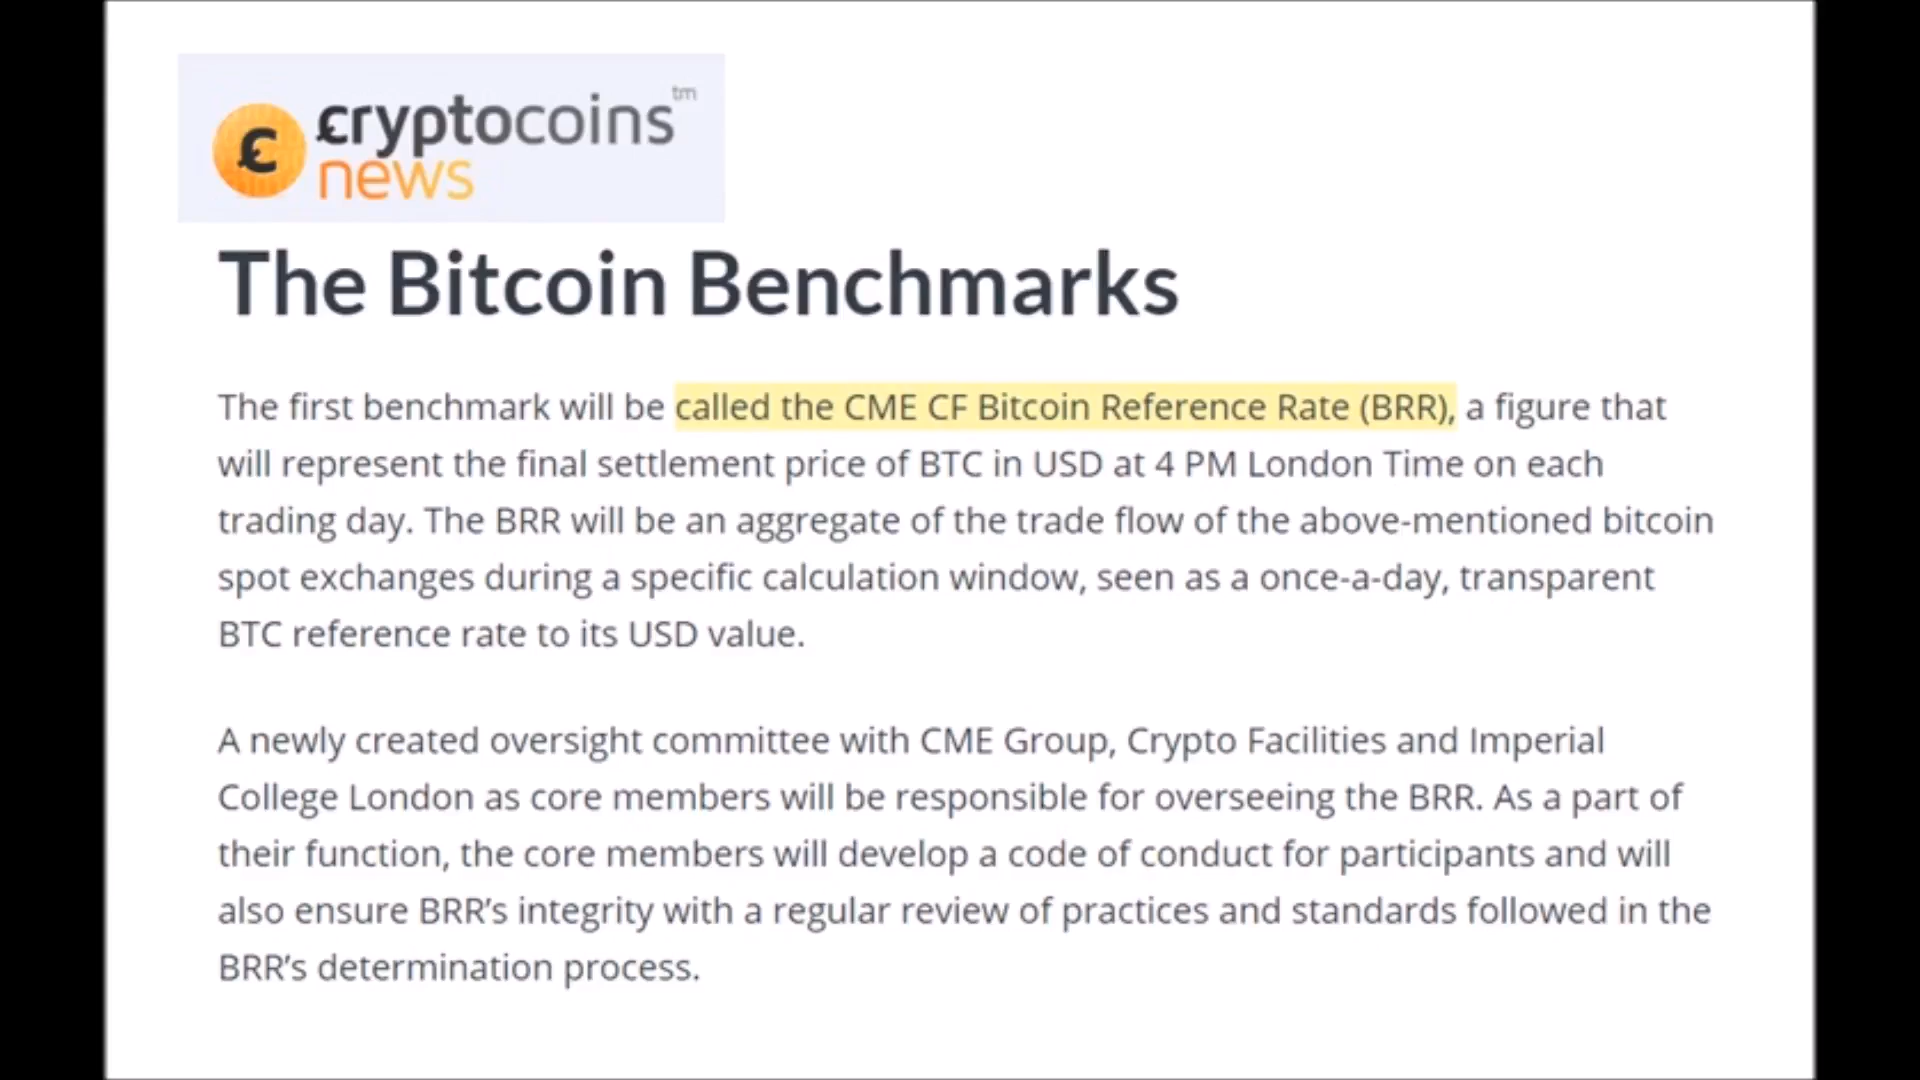 cryptocoins™
news
The Bitcoin Benchmarks
The first benchmark will be called the CME CF Bitcoin Reference Rate (BRR), a figure that
will represent the final settlement price of BTC in USD at 4 PM London Time on each
trading day. The BRR will be an aggregate of the trade flow of the above-mentioned bitcoin
spot exchanges during a specific calculation window, seen as a once-a-day, transparent
BTC reference rate to its USD value.
A newly created oversight committee with CME Group, Crypto Facilities and Imperial
College London as core members will be responsible for overseeing the BRR. As a part of
their function, the core members will develop a code of conduct for participants and will
also ensure BRR’s integrity with a regular review of practices and standards followed in the
BRR’s determination process.